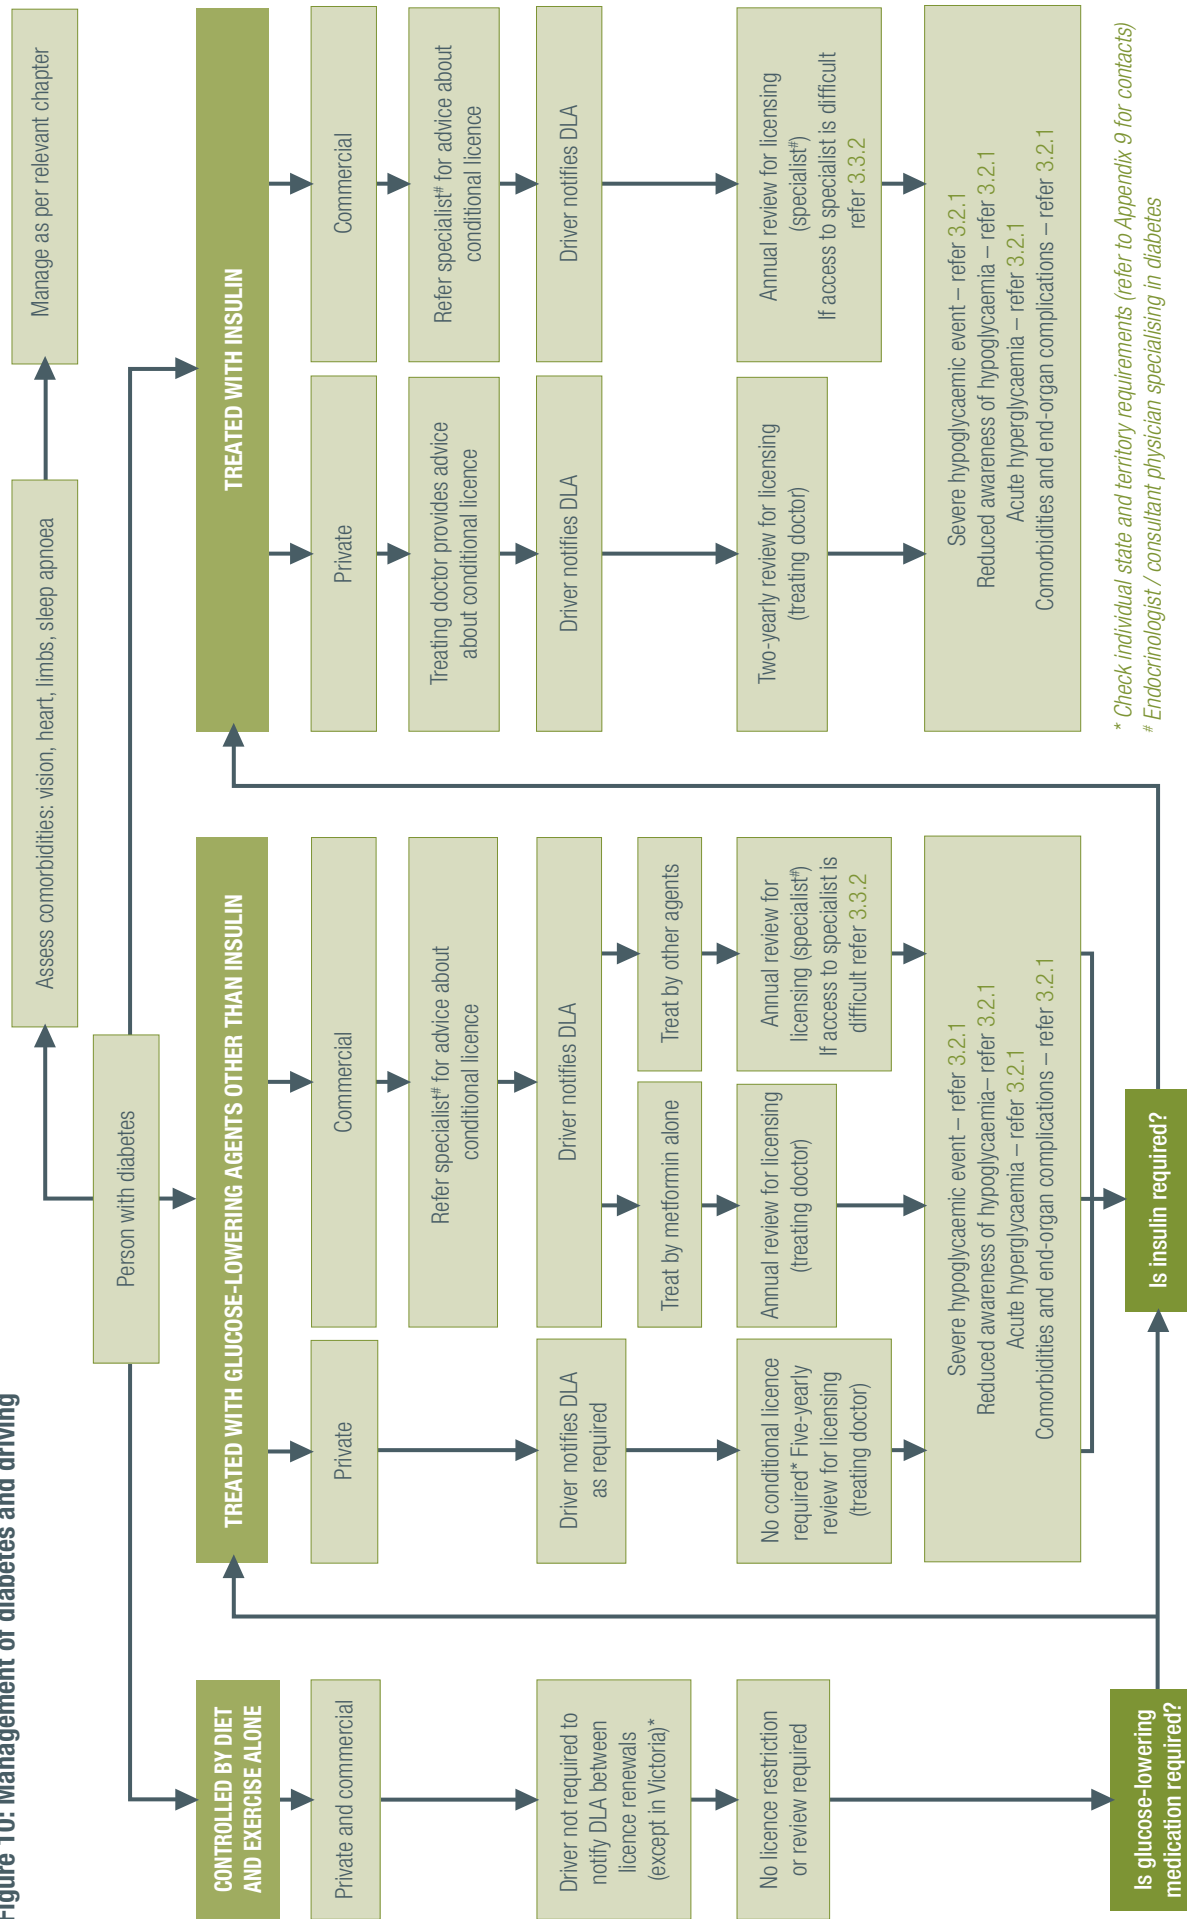 Figure 10: Management of diabetes and driving
Person with diabetes
Assess comorbidities: vision, heart, limbs, sleep apnoea
Manage as per relevant chapter
CONTROLLED BY DIET
AND EXERCISE ALONE
Private and commercial
Driver not required to
notify DLA between
licence renewals
(except in Victoria)*
No licence restriction
or review required
Is glucose-lowering
medication required?
TREATED WITH GLUCOSE-LOWERING AGENTS OTHER THAN INSULIN
Private
Driver notifies DLA
as required
No conditional licence
required* Five-yearly
review for licensing
(treating doctor)
Commercial
Refer specialist# for advice about
conditional licence
Driver notifies DLA
Treat by metformin alone
Annual review for licensing
(treating doctor)
Treat by other agents
Annual review for
licensing (specialist#)
If access to specialist is
difficult refer 3.3.2
Severe hypoglycaemic event – refer 3.2.1
Reduced awareness of hypoglycaemia– refer 3.2.1
Acute hyperglycaemia – refer 3.2.1
Comorbidities and end-organ complications – refer 3.2.1
Is insulin required?
TREATED WITH INSULIN
Private
Treating doctor provides advice
about conditional licence
Driver notifies DLA
Two-yearly review for licensing
(treating doctor)
Commercial
Refer specialist# for advice about
conditional licence
Driver notifies DLA
Annual review for licensing
(specialist#)
If access to specialist is difficult
refer 3.3.2
Severe hypoglycaemic event – refer 3.2.1
Reduced awareness of hypoglycaemia – refer 3.2.1
Acute hyperglycaemia – refer 3.2.1
Comorbidities and end-organ complications – refer 3.2.1
* Check individual state and territory requirements (refer to Appendix 9 for contacts)
# Endocrinologist / consultant physician specialising in diabetes